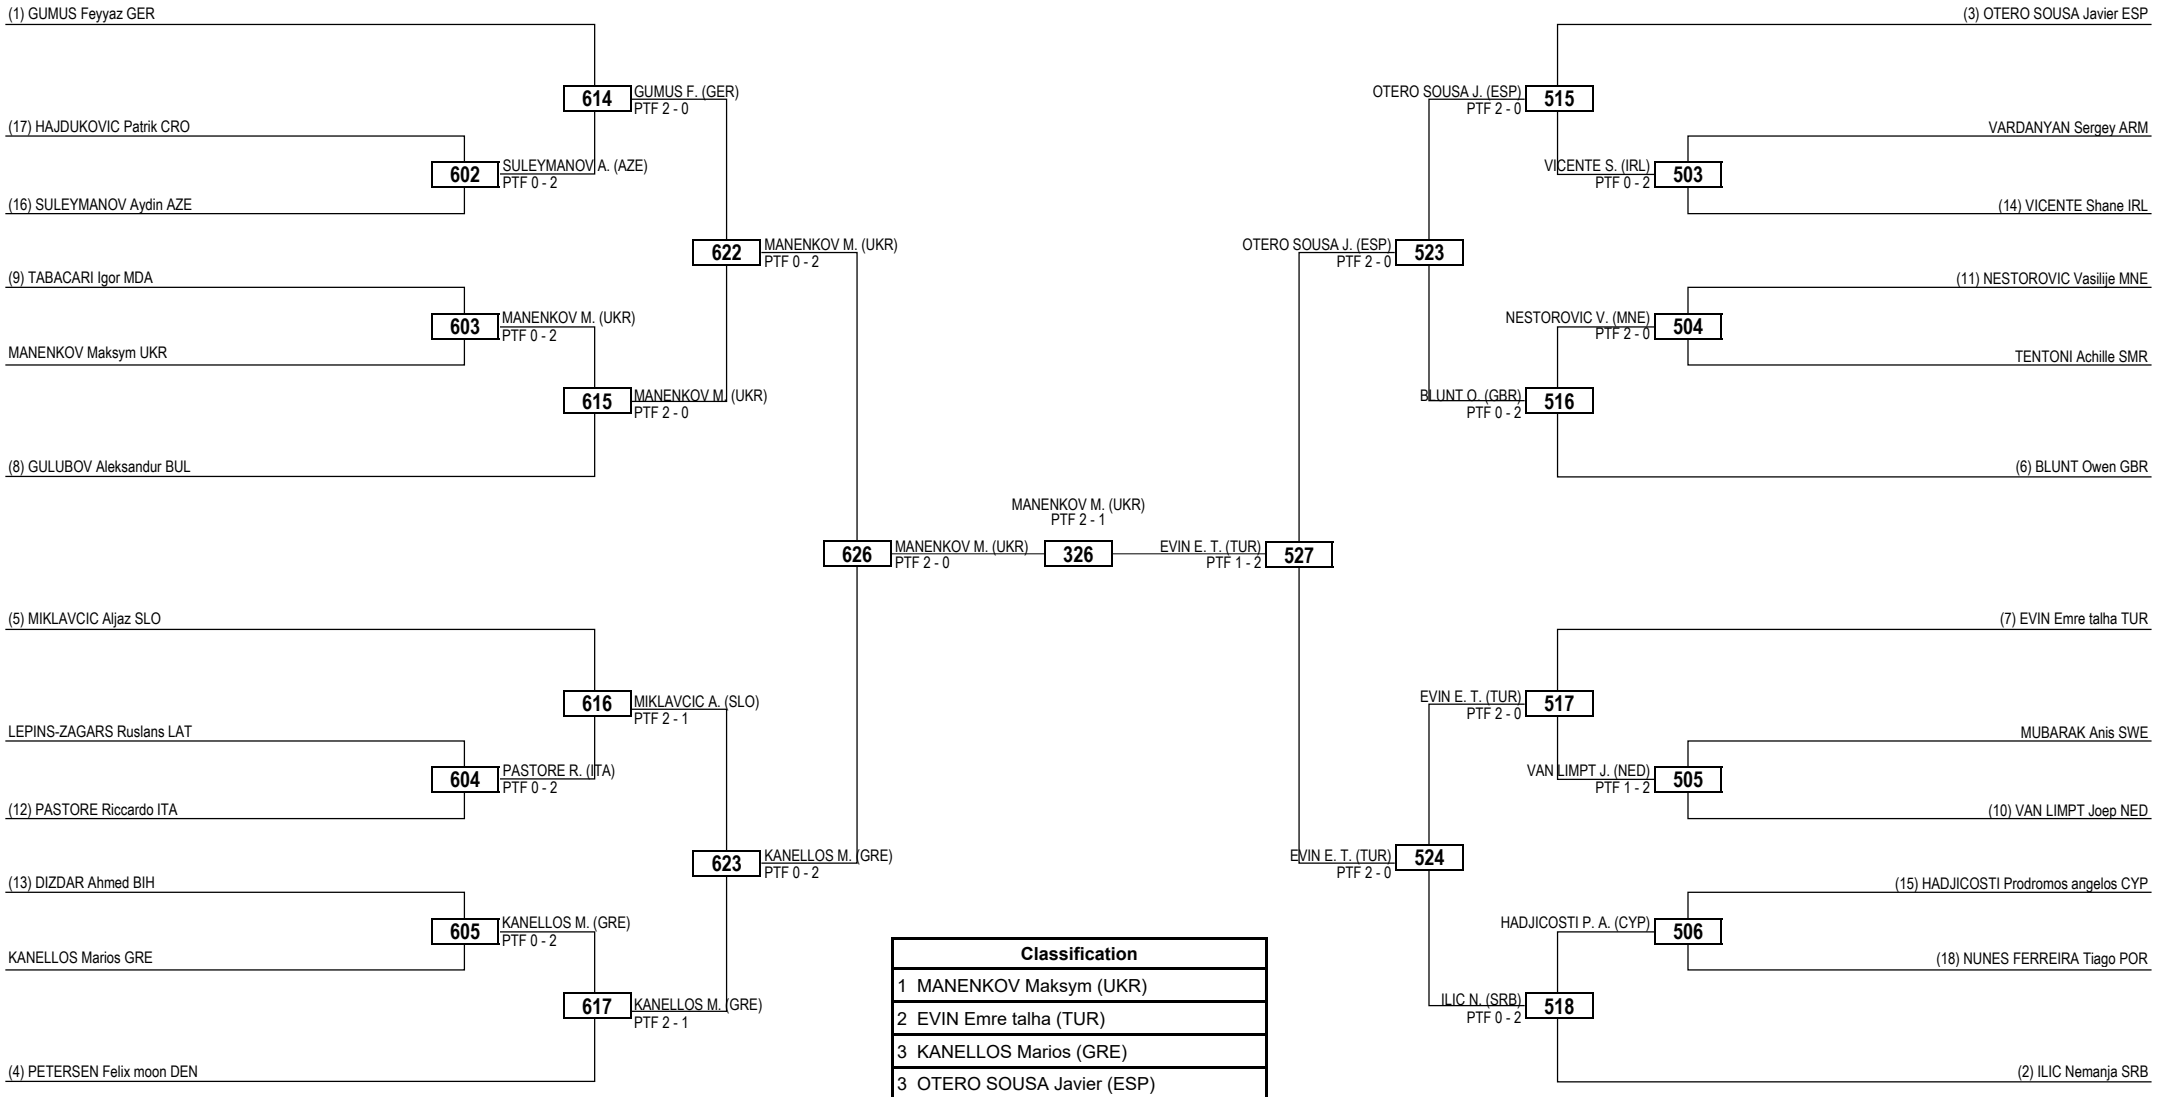 (1) GUMUS Feyyaz GER
614
GUMUS F. (GER)
PTF 2 - 0
(17) HAJDUKOVIC Patrik CRO
602
SULEYMANOV A. (AZE)
PTF 0 - 2
(16) SULEYMANOV Aydin AZE
622
MANENKOV M. (UKR)
PTF 0 - 2
(9) TABACARI Igor MDA
603
MANENKOV M. (UKR)
PTF 0 - 2
MANENKOV Maksym UKR
615
MANENKOV M. (UKR)
PTF 2 - 0
(8) GULUBOV Aleksandur BUL
626
MANENKOV M. (UKR)
PTF 2 - 0
(5) MIKLAVCIC Aljaz SLO
616
MIKLAVCIC A. (SLO)
PTF 2 - 1
LEPINS-ZAGARS Ruslans LAT
604
PASTORE R. (ITA)
PTF 0 - 2
(12) PASTORE Riccardo ITA
623
KANELLOS M. (GRE)
PTF 0 - 2
(13) DIZDAR Ahmed BIH
605
KANELLOS M. (GRE)
PTF 0 - 2
KANELLOS Marios GRE
617
KANELLOS M. (GRE)
PTF 2 - 1
(4) PETERSEN Felix moon DEN
MANENKOV M. (UKR)
PTF 2 - 1
326
(3) OTERO SOUSA Javier ESP
OTERO SOUSA J. (ESP)
PTF 2 - 0
515
VARDANYAN Sergey ARM
VICENTE S. (IRL)
PTF 0 - 2
503
(14) VICENTE Shane IRL
OTERO SOUSA J. (ESP)
PTF 2 - 0
523
(11) NESTOROVIC Vasilije MNE
NESTOROVIC V. (MNE)
PTF 2 - 0
504
TENTONI Achille SMR
BLUNT O. (GBR)
PTF 0 - 2
516
(6) BLUNT Owen GBR
EVIN E. T. (TUR)
PTF 1 - 2
527
(7) EVIN Emre talha TUR
EVIN E. T. (TUR)
PTF 2 - 0
517
MUBARAK Anis SWE
VAN LIMPT J. (NED)
PTF 1 - 2
505
(10) VAN LIMPT Joep NED
EVIN E. T. (TUR)
PTF 2 - 0
524
(15) HADJICOSTI Prodromos angelos CYP
HADJICOSTI P. A. (CYP)
506
(18) NUNES FERREIRA Tiago POR
ILIC N. (SRB)
PTF 0 - 2
518
(2) ILIC Nemanja SRB
Classification
1 MANENKOV Maksym (UKR)
2 EVIN Emre talha (TUR)
3 KANELLOS Marios (GRE)
3 OTERO SOUSA Javier (ESP)